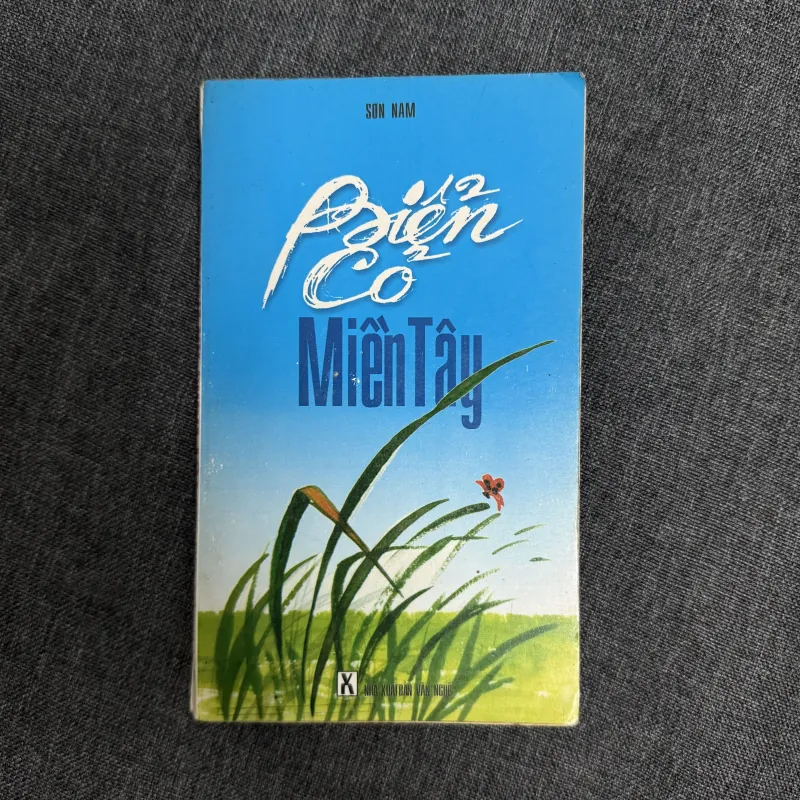 SƠN NAM
Biển
Cỏ
Miền Tây
X NHÀ XUẤT BẢN VĂN NGHỆ